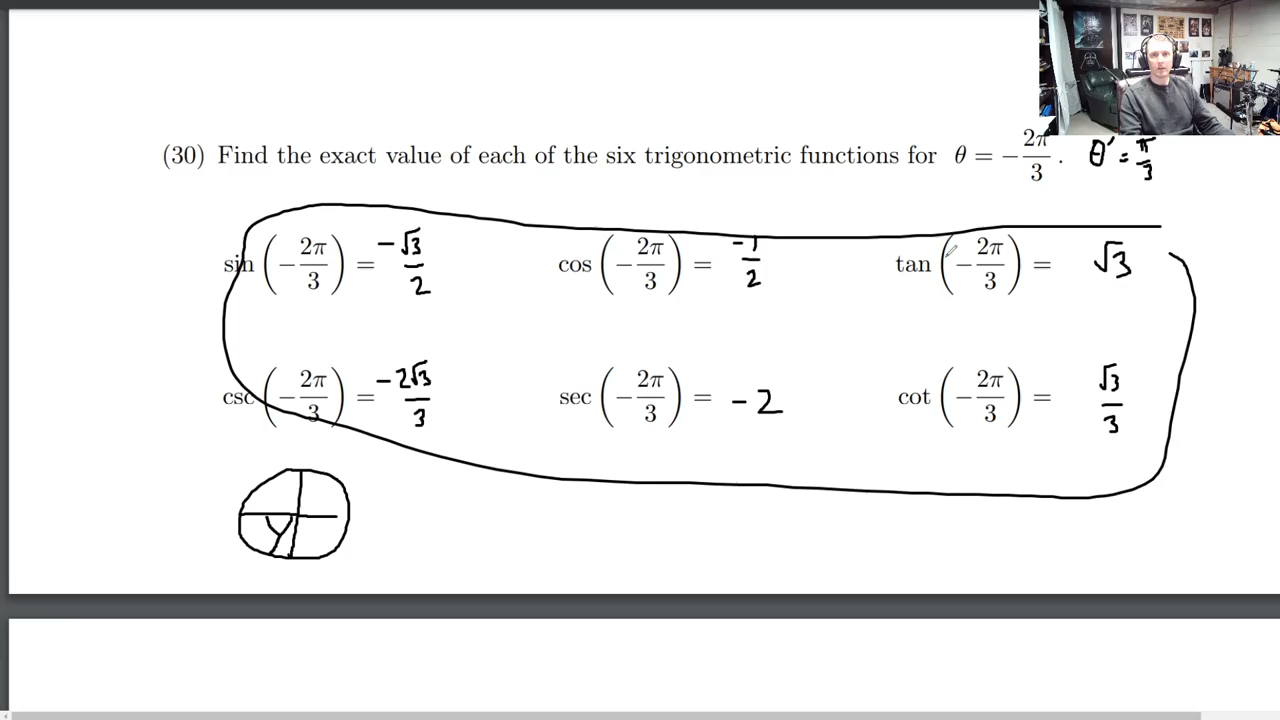 (30) Find the exact value of each of the six trigonometric functions for θ = −2π/3 . θ' = π/3
sin(−2π/3) = −√3/2 cos(−2π/3) = −1/2 tan(−2π/3) = √3
csc(−2π/3) = −2√3/3 sec(−2π/3) = −2 cot(−2π/3) = √3/3